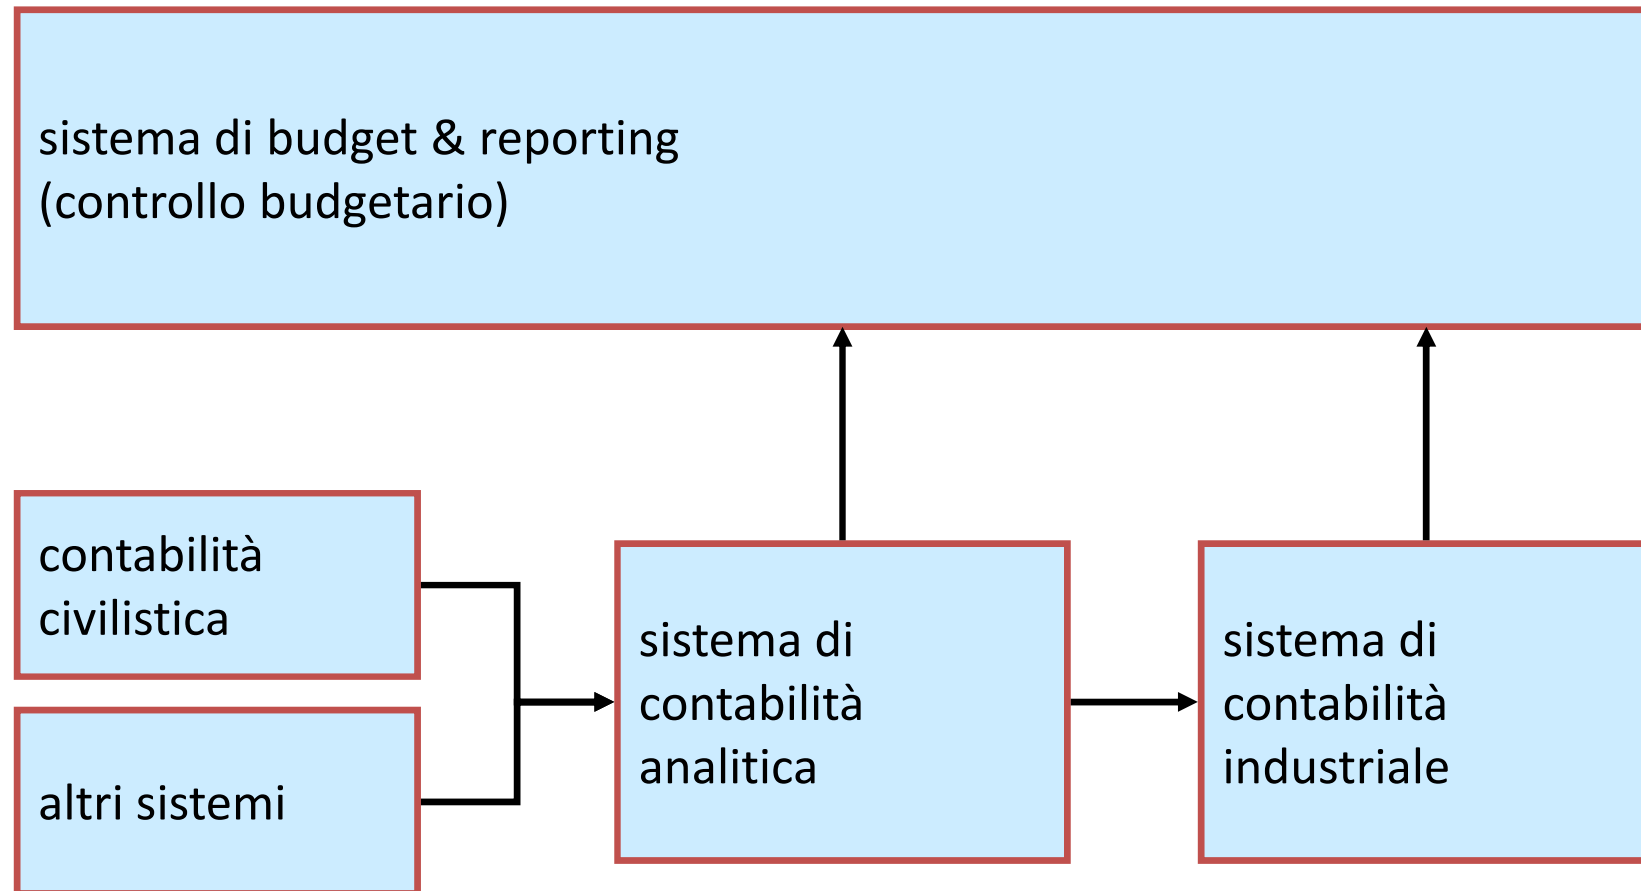 sistema di budget & reporting
(controllo budgetario)
contabilità
civilistica
altri sistemi
sistema di
contabilità
analitica
sistema di
contabilità
industriale